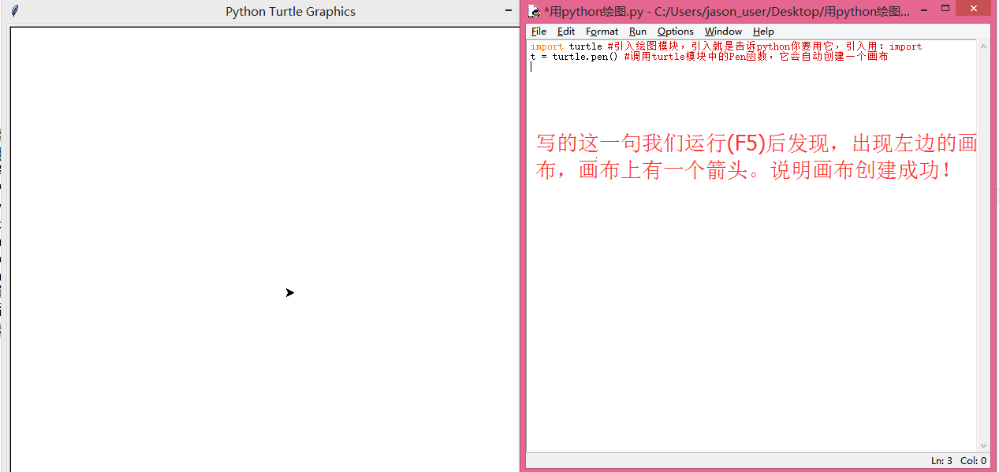 Python Turtle Graphics
*用python绘图.py - C:/Users/jason_user/Desktop/用python绘图...
File Edit Format Run Options Window Help
import turtle #引入绘图模块，引入就是告诉python你要用它，引入用：import
t = turtle.pen() #调用turtle模块中的Pen函数，它会自动创建一个画布
写的这一句我们运行(F5)后发现，出现左边的画
布，画布上有一个箭头。说明画布创建成功！
Ln: 3 Col: 0